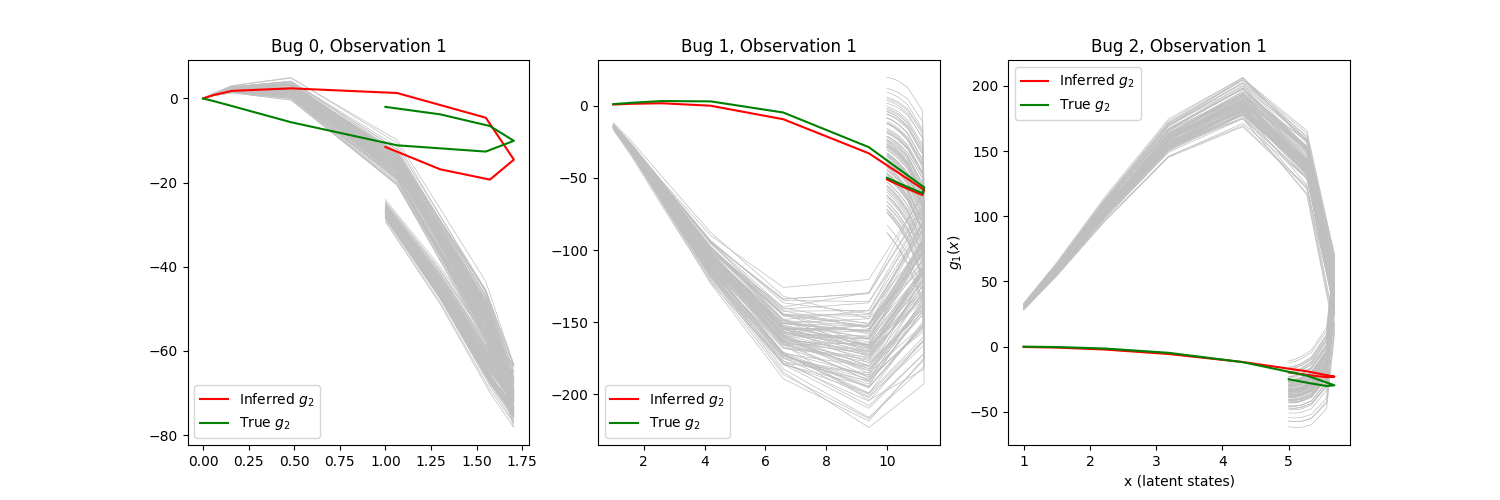 Bug 0, Observation 1
0
−20
−40
−60
−80
0.00 0.25 0.50 0.75 1.00 1.25 1.50 1.75
Inferred g₂
True g₂
Bug 1, Observation 1
0
−50
−100
−150
−200
2 4 6 8 10
Inferred g₂
True g₂
Bug 2, Observation 1
Inferred g₂
True g₂
g₁(x)
200
150
100
50
0
−50
1 2 3 4 5
x (latent states)